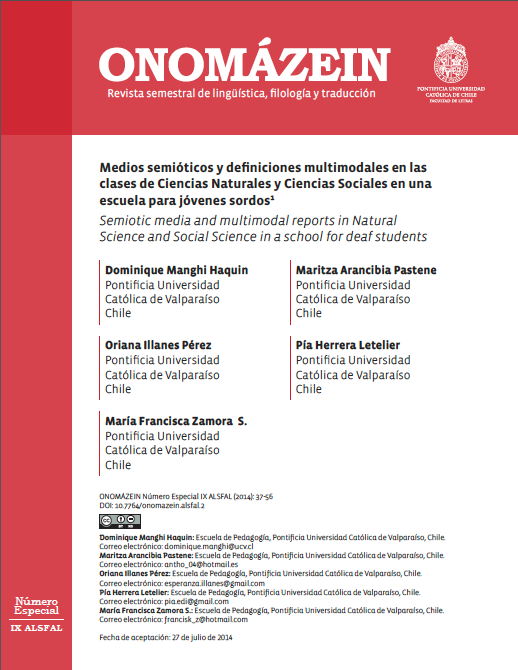 ONOMÁZEIN
Revista semestral de lingüística, filología y traducción
PONTIFICIA UNIVERSIDAD
CATÓLICA DE CHILE
FACULTAD DE LETRAS
Medios semióticos y definiciones multimodales en las
clases de Ciencias Naturales y Ciencias Sociales en una
escuela para jóvenes sordos¹
Semiotic media and multimodal reports in Natural
Science and Social Science in a school for deaf students
Dominique Manghi Haquin
Pontificia Universidad
Católica de Valparaíso
Chile
Maritza Arancibia Pastene
Pontificia Universidad
Católica de Valparaíso
Chile
Oriana Illanes Pérez
Pontificia Universidad
Católica de Valparaíso
Chile
Pía Herrera Letelier
Pontificia Universidad
Católica de Valparaíso
Chile
María Francisca Zamora S.
Pontificia Universidad
Católica de Valparaíso
Chile
ONOMÁZEIN Número Especial IX ALSFAL (2014): 37-56
DOI: 10.7764/onomazein.alsfal.2
Dominique Manghi Haquin: Escuela de Pedagogía, Pontificia Universidad Católica de Valparaíso, Chile.
Correo electrónico: dominique.manghi@ucv.cl
Maritza Arancibia Pastene: Escuela de Pedagogía, Pontificia Universidad Católica de Valparaíso, Chile.
Correo electrónico: antho_04@hotmail.es
Oriana Illanes Pérez: Escuela de Pedagogía, Pontificia Universidad Católica de Valparaíso, Chile.
Correo electrónico: esperanza.illanes@gmail.com
Pía Herrera Letelier: Escuela de Pedagogía, Pontificia Universidad Católica de Valparaíso, Chile.
Correo electrónico: pia.edi@gmail.com
María Francisca Zamora S.: Escuela de Pedagogía, Pontificia Universidad Católica de Valparaíso, Chile.
Correo electrónico: francisk_z@hotmail.com
Fecha de aceptación: 27 de julio de 2014
Número
Especial
IX ALSFAL